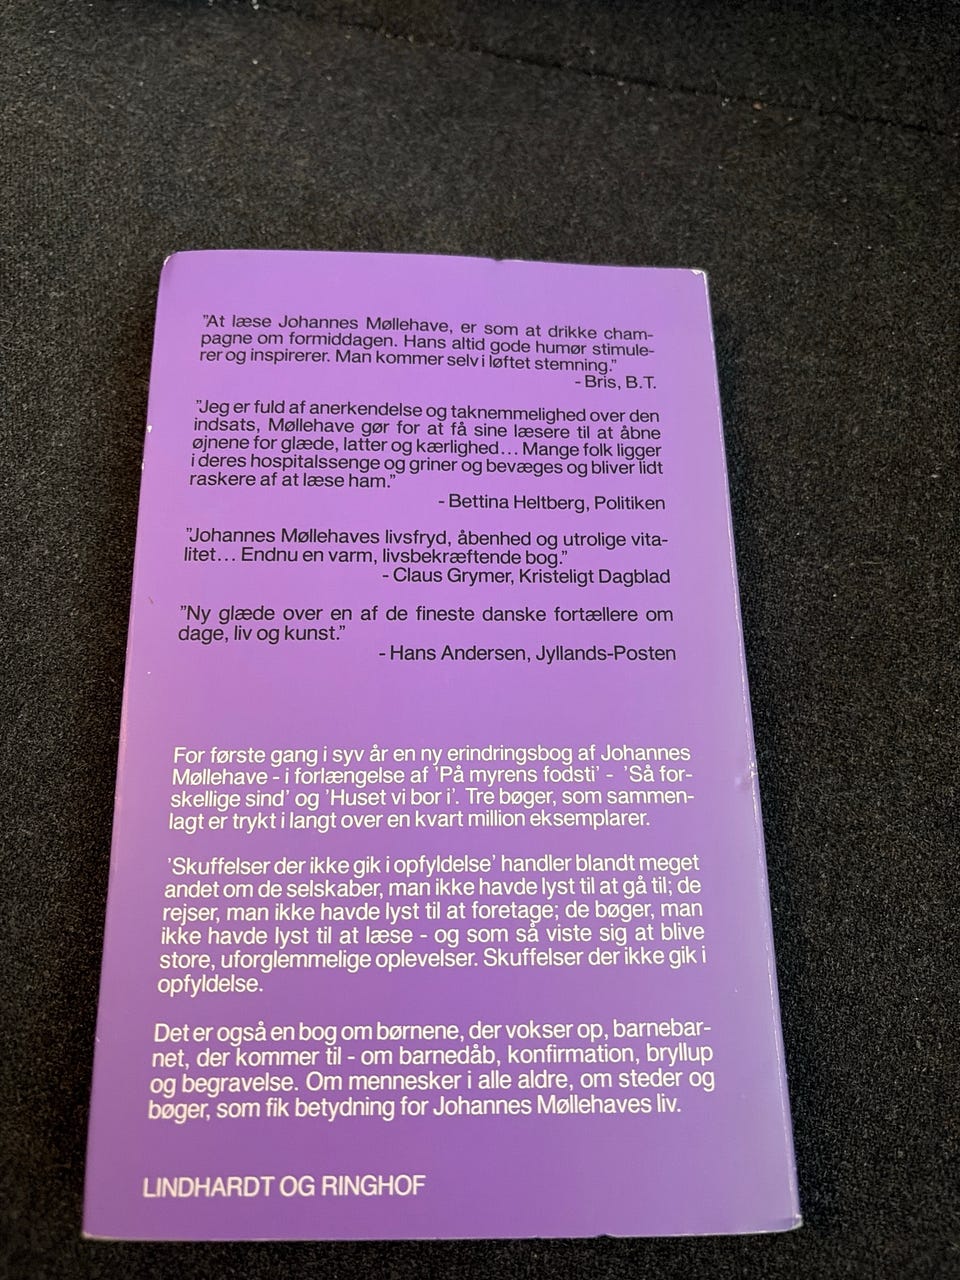 "At læse Johannes Møllehave, er som at drikke cham-
pagne om formiddagen. Hans altid gode humør stimule-
rer og inspirerer. Man kommer selv i løftet stemning."
- Bris, B.T.
"Jeg er fuld af anerkendelse og taknemmelighed over den
indsats, Møllehave gør for at få sine læsere til at åbne
øjnene for glæde, latter og kærlighed... Mange folk ligger
i deres hospitalssenge og griner og bevæges og bliver lidt
raskere af at læse ham."
- Bettina Heltberg, Politiken
"Johannes Møllehaves livsfryd, åbenhed og utrolige vita-
litet... Endnu en varm, livsbekræftende bog."
- Claus Grymer, Kristeligt Dagblad
"Ny glæde over en af de fineste danske fortællere om
dage, liv og kunst."
- Hans Andersen, Jyllands-Posten
For første gang i syv år en ny erindringsbog af Johannes
Møllehave - i forlængelse af 'På myrens fodsti' - 'Så for-
skellige sind' og 'Huset vi bor i'. Tre bøger, som sammen-
lagt er trykt i langt over en kvart million eksemplarer.
'Skuffelser der ikke gik i opfyldelse' handler blandt meget
andet om de selskaber, man ikke havde lyst til at gå til; de
rejser, man ikke havde lyst til at foretage; de bøger, man
ikke havde lyst til at læse - og som så viste sig at blive
store, uforglemmelige oplevelser. Skuffelser der ikke gik i
opfyldelse.
Det er også en bog om børnene, der vokser op, barnebar-
net, der kommer til - om barnedåb, konfirmation, bryllup
og begravelse. Om mennesker i alle aldre, om steder og
bøger, som fik betydning for Johannes Møllehaves liv.
LINDHARDT OG RINGHOF